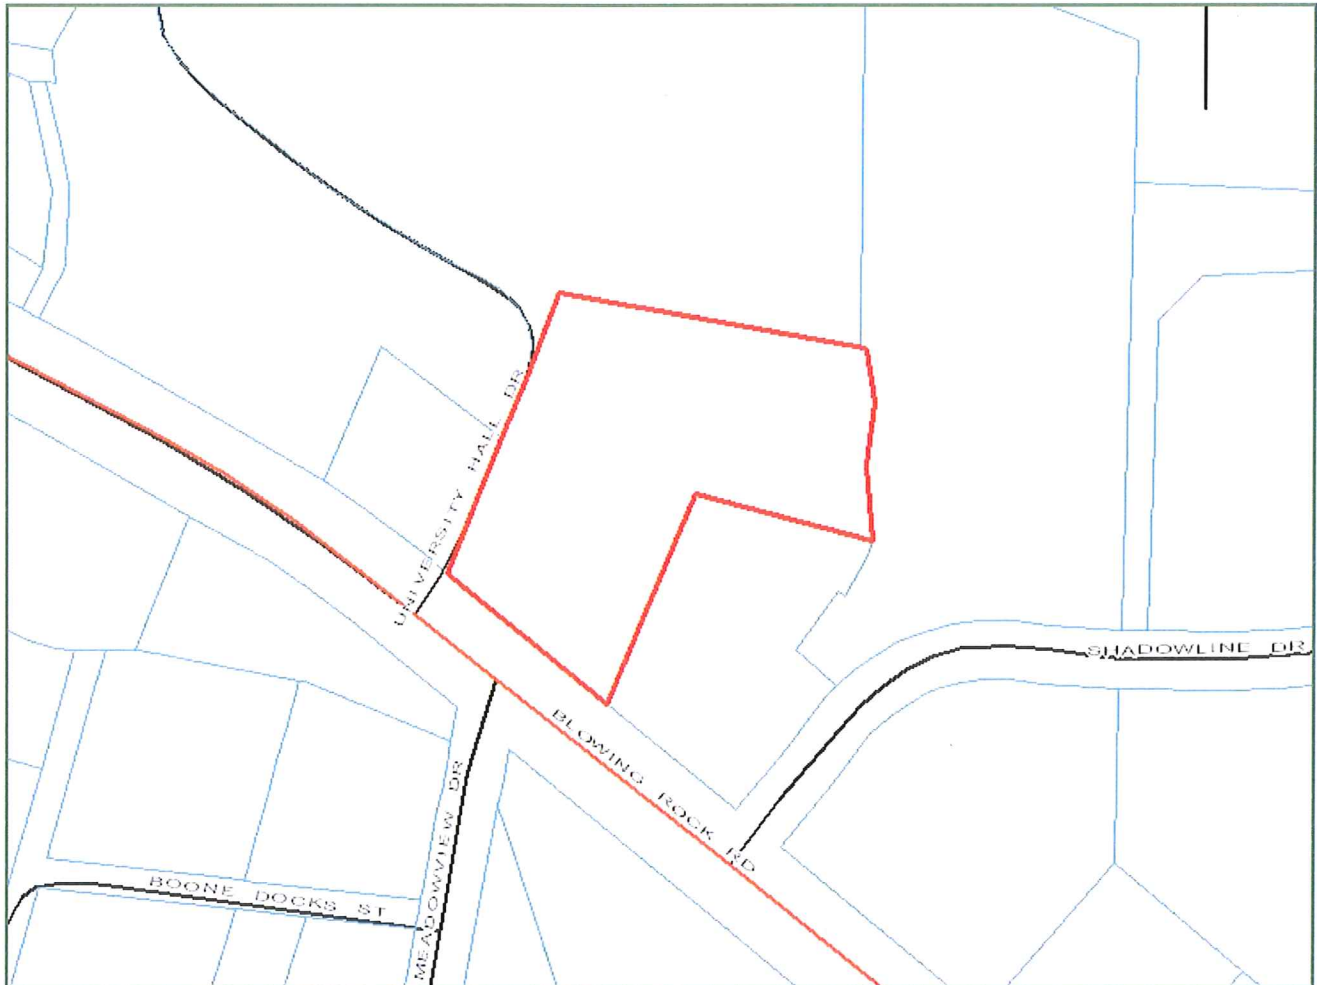 UNIVERSITY HALL DR
SHADOWLINE DR
BLOWING ROCK RD
MEADOWVIEW DR
BOONE DOCKS ST